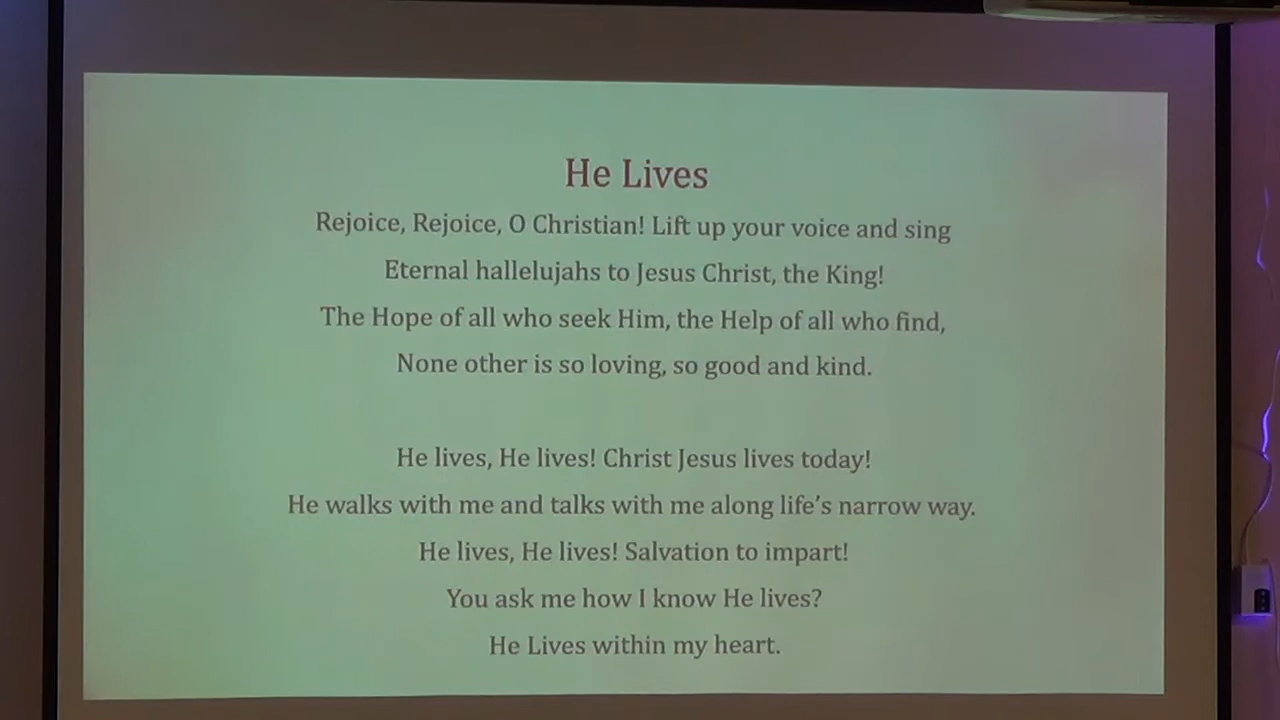 He Lives
Rejoice, Rejoice, O Christian! Lift up your voice and sing
Eternal hallelujahs to Jesus Christ, the King!
The Hope of all who seek Him, the Help of all who find,
None other is so loving, so good and kind.
He lives, He lives! Christ Jesus lives today!
He walks with me and talks with me along life’s narrow way.
He lives, He lives! Salvation to impart!
You ask me how I know He lives?
He Lives within my heart.